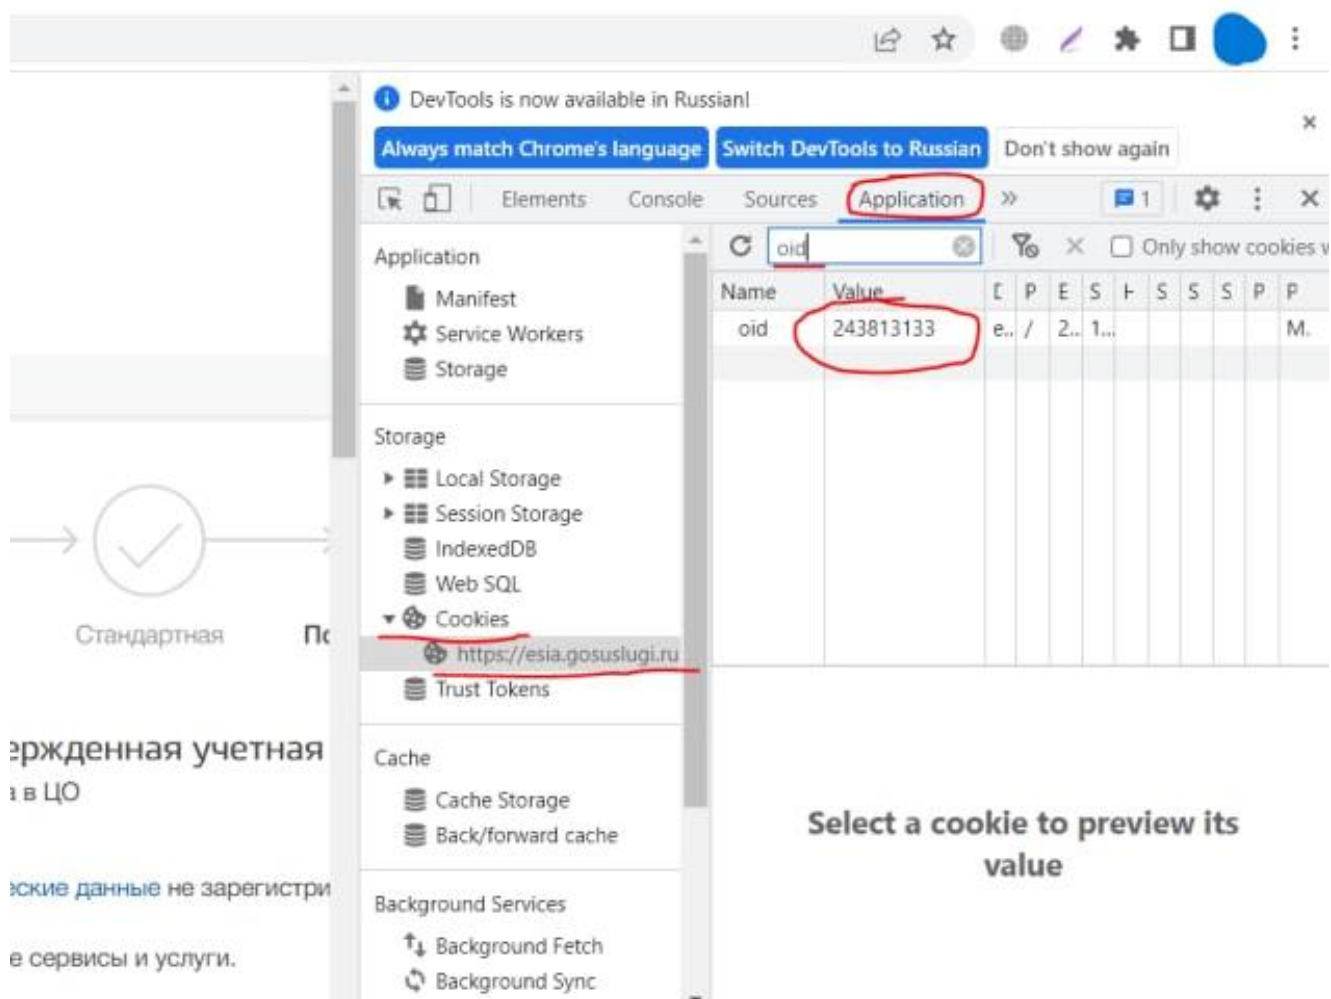 DevTools is now available in Russian!
Always match Chrome's language Switch DevTools to Russian Don't show again
Elements Console Sources Application 1
oid Only show cookies
Application
Manifest
Service Workers
Storage
Name Value D P E S H S S S P P
oid 243813133 e.. / 2... 1... M.
Storage
Local Storage
Session Storage
IndexedDB
Web SQL
Cookies
https://esia.gosuslugi.ru
Trust Tokens
Cache
Cache Storage
Back/forward cache
Background Services
Background Fetch
Background Sync
Select a cookie to preview its
value
Стандартная По
ержденная учетная
а в ЦО
еские данные не зарегистри
е сервисы и услуги.